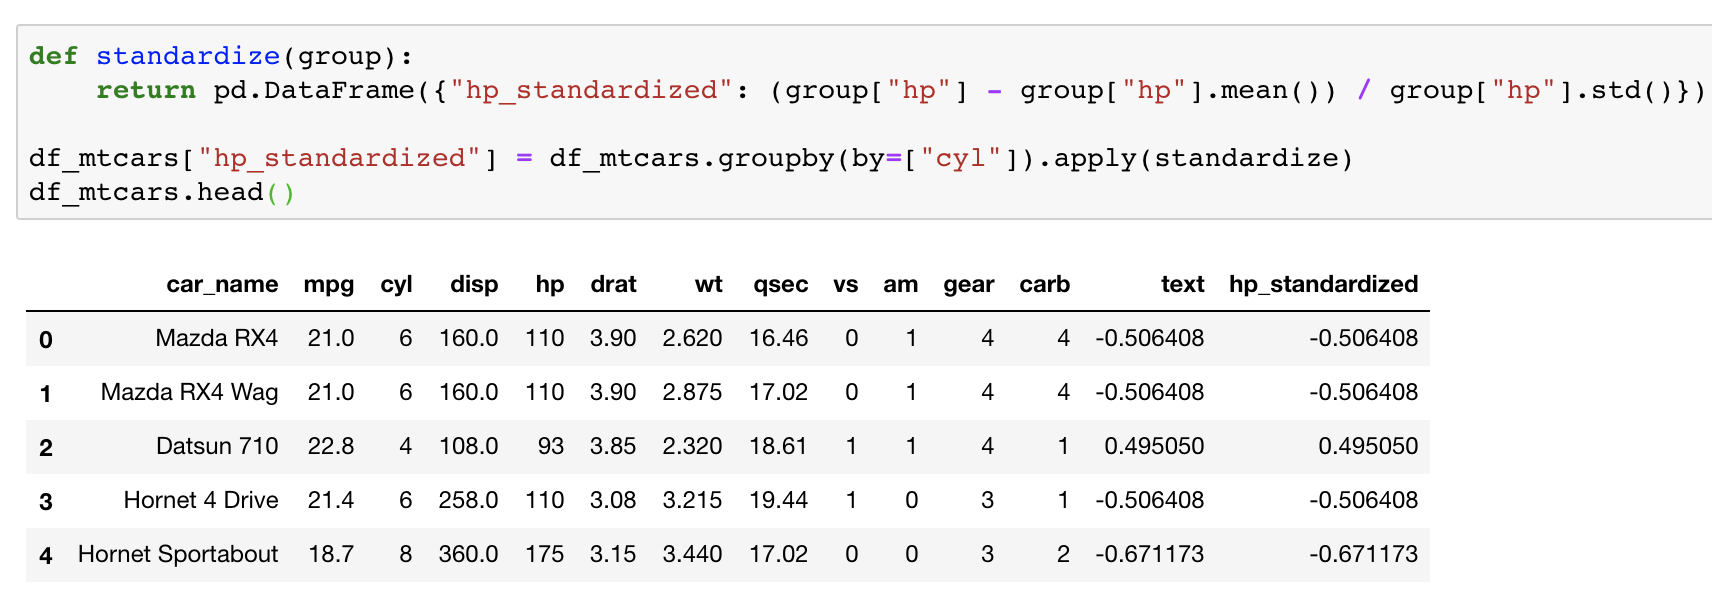 def standardize(group):
    return pd.DataFrame({"hp_standardized": (group["hp"] - group["hp"].mean()) / group["hp"].std()})
df_mtcars["hp_standardized"] = df_mtcars.groupby(by=["cyl"]).apply(standardize)
df_mtcars.head()
car_name mpg cyl disp hp drat wt qsec vs am gear carb text hp_standardized
0 Mazda RX4 21.0 6 160.0 110 3.90 2.620 16.46 0 1 4 4 -0.506408 -0.506408
1 Mazda RX4 Wag 21.0 6 160.0 110 3.90 2.875 17.02 0 1 4 4 -0.506408 -0.506408
2 Datsun 710 22.8 4 108.0 93 3.85 2.320 18.61 1 1 4 1 0.495050 0.495050
3 Hornet 4 Drive 21.4 6 258.0 110 3.08 3.215 19.44 1 0 3 1 -0.506408 -0.506408
4 Hornet Sportabout 18.7 8 360.0 175 3.15 3.440 17.02 0 0 3 2 -0.671173 -0.671173